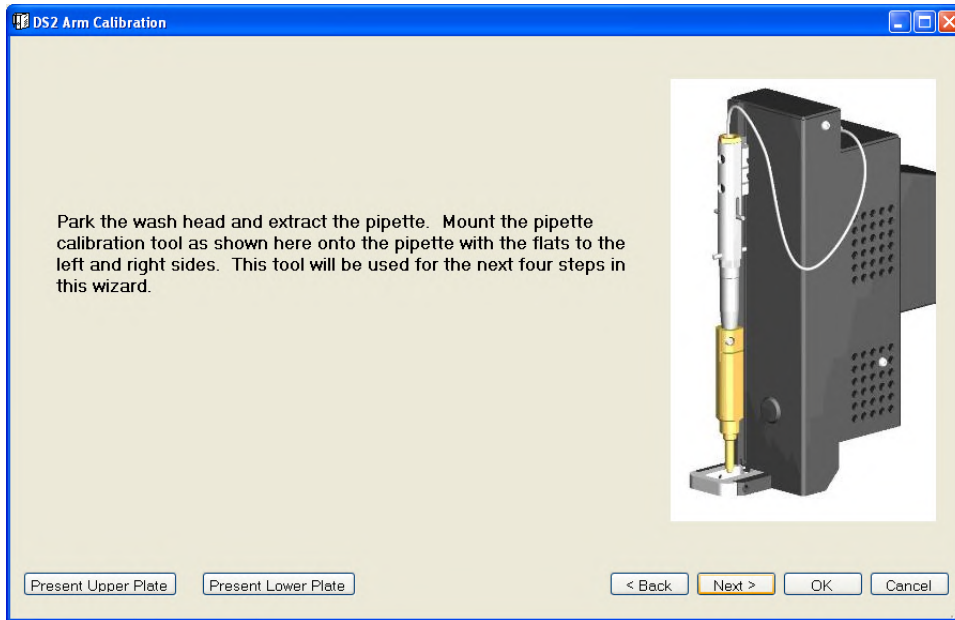 DS2 Arm Calibration
Park the wash head and extract the pipette. Mount the pipette
calibration tool as shown here onto the pipette with the flats to the
left and right sides. This tool will be used for the next four steps in
this wizard.
Present Upper Plate
Present Lower Plate
< Back
Next >
OK
Cancel